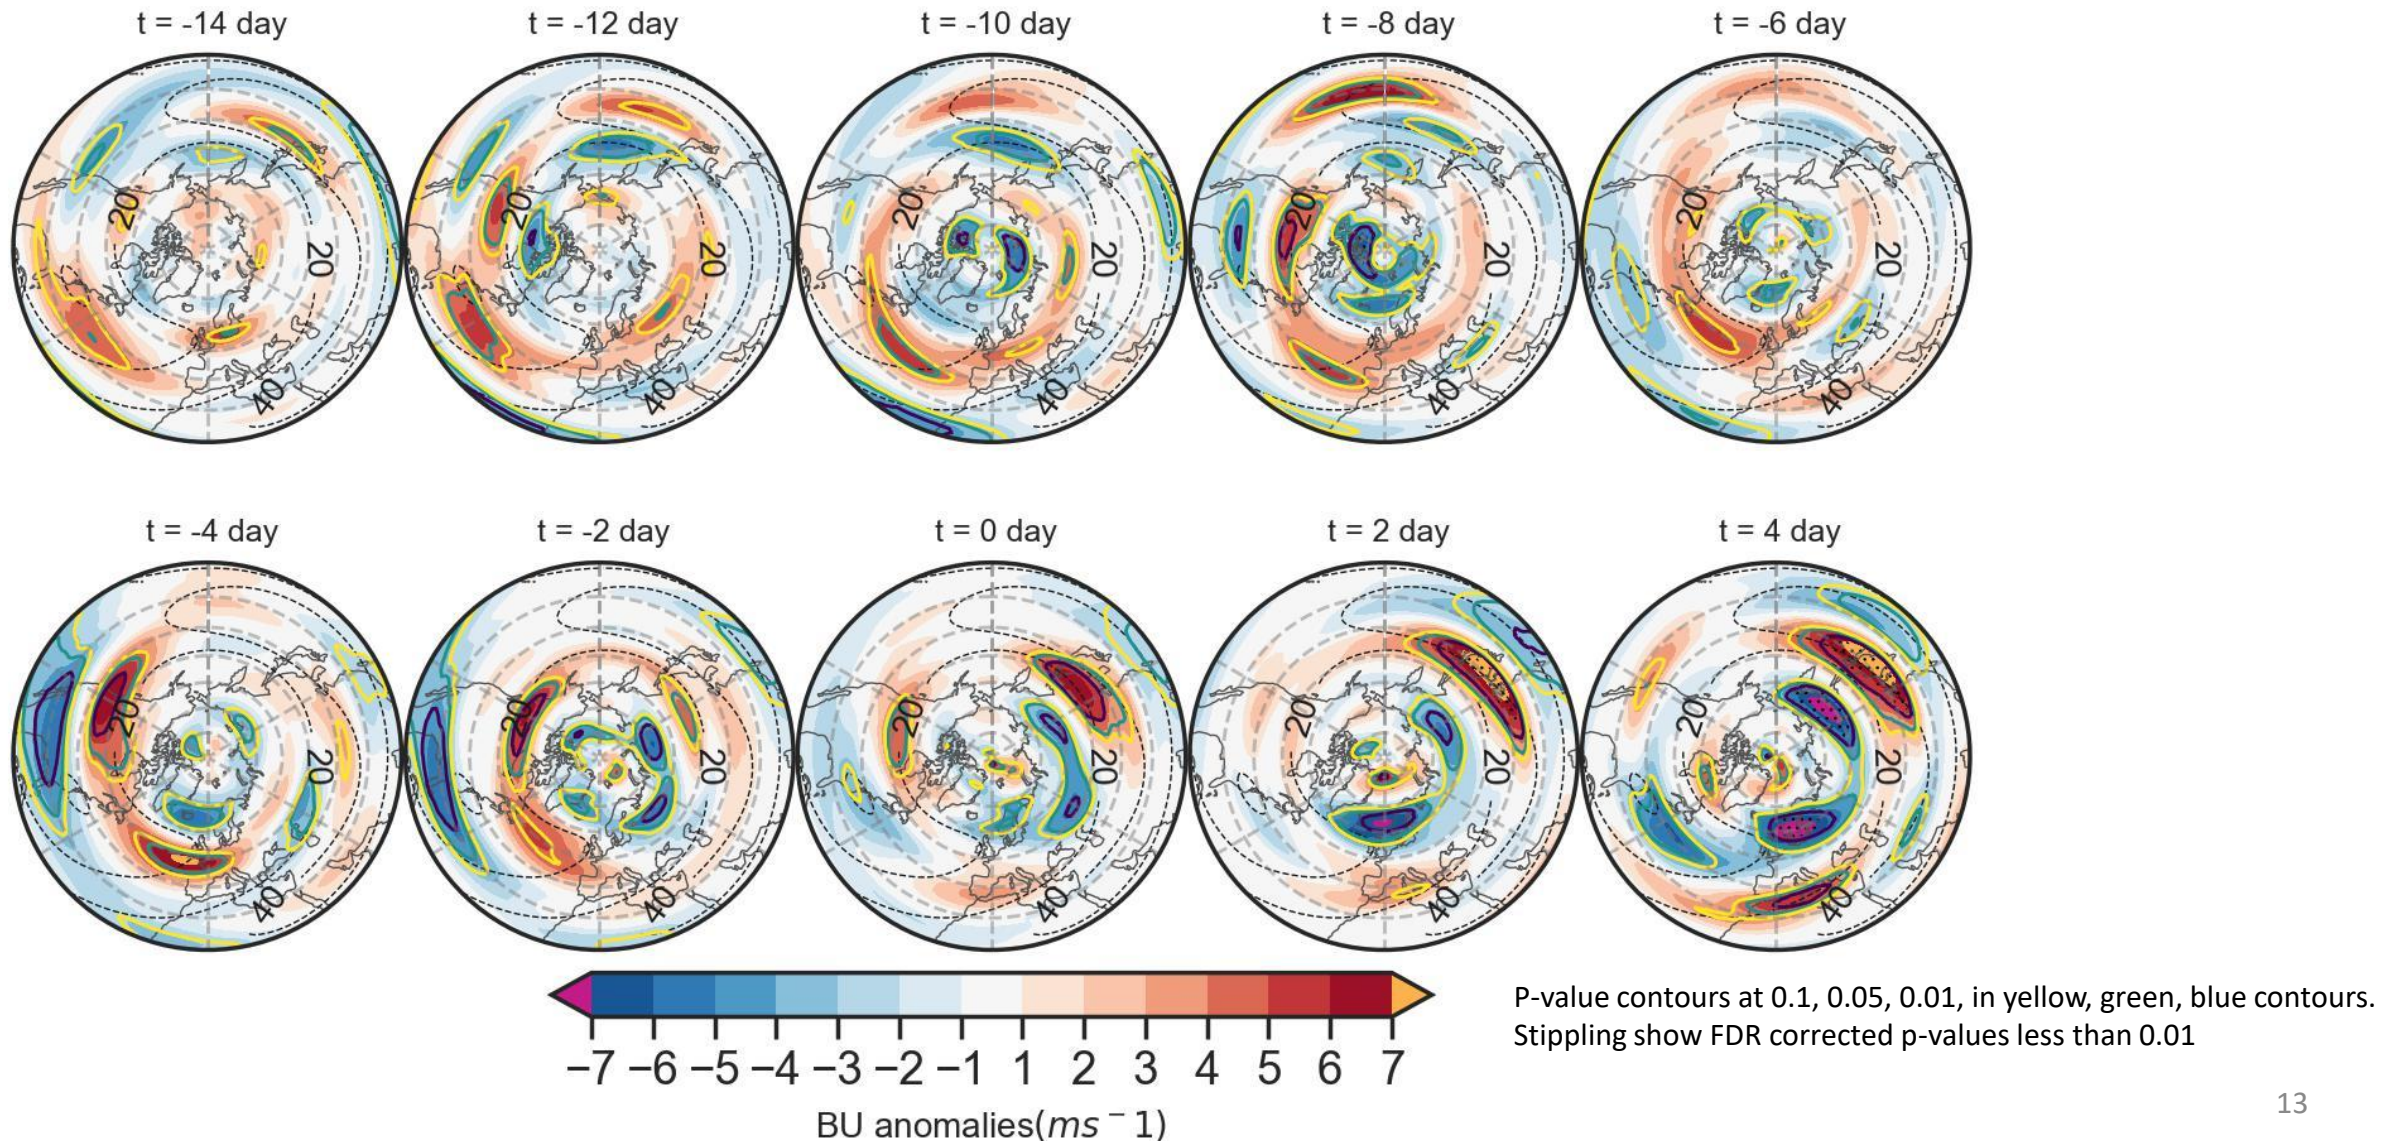 t = -14 day
t = -12 day
t = -10 day
t = -8 day
t = -6 day
20
20
40
20
20
40
20
20
40
20
20
40
20
20
40
t = -4 day
t = -2 day
t = 0 day
t = 2 day
t = 4 day
20
20
40
20
20
40
20
20
40
20
20
40
20
20
40
−7 −6 −5 −4 −3 −2 −1 1 2 3 4 5 6 7
BU anomalies(ms⁻1)
P-value contours at 0.1, 0.05, 0.01, in yellow, green, blue contours.
Stippling show FDR corrected p-values less than 0.01
13